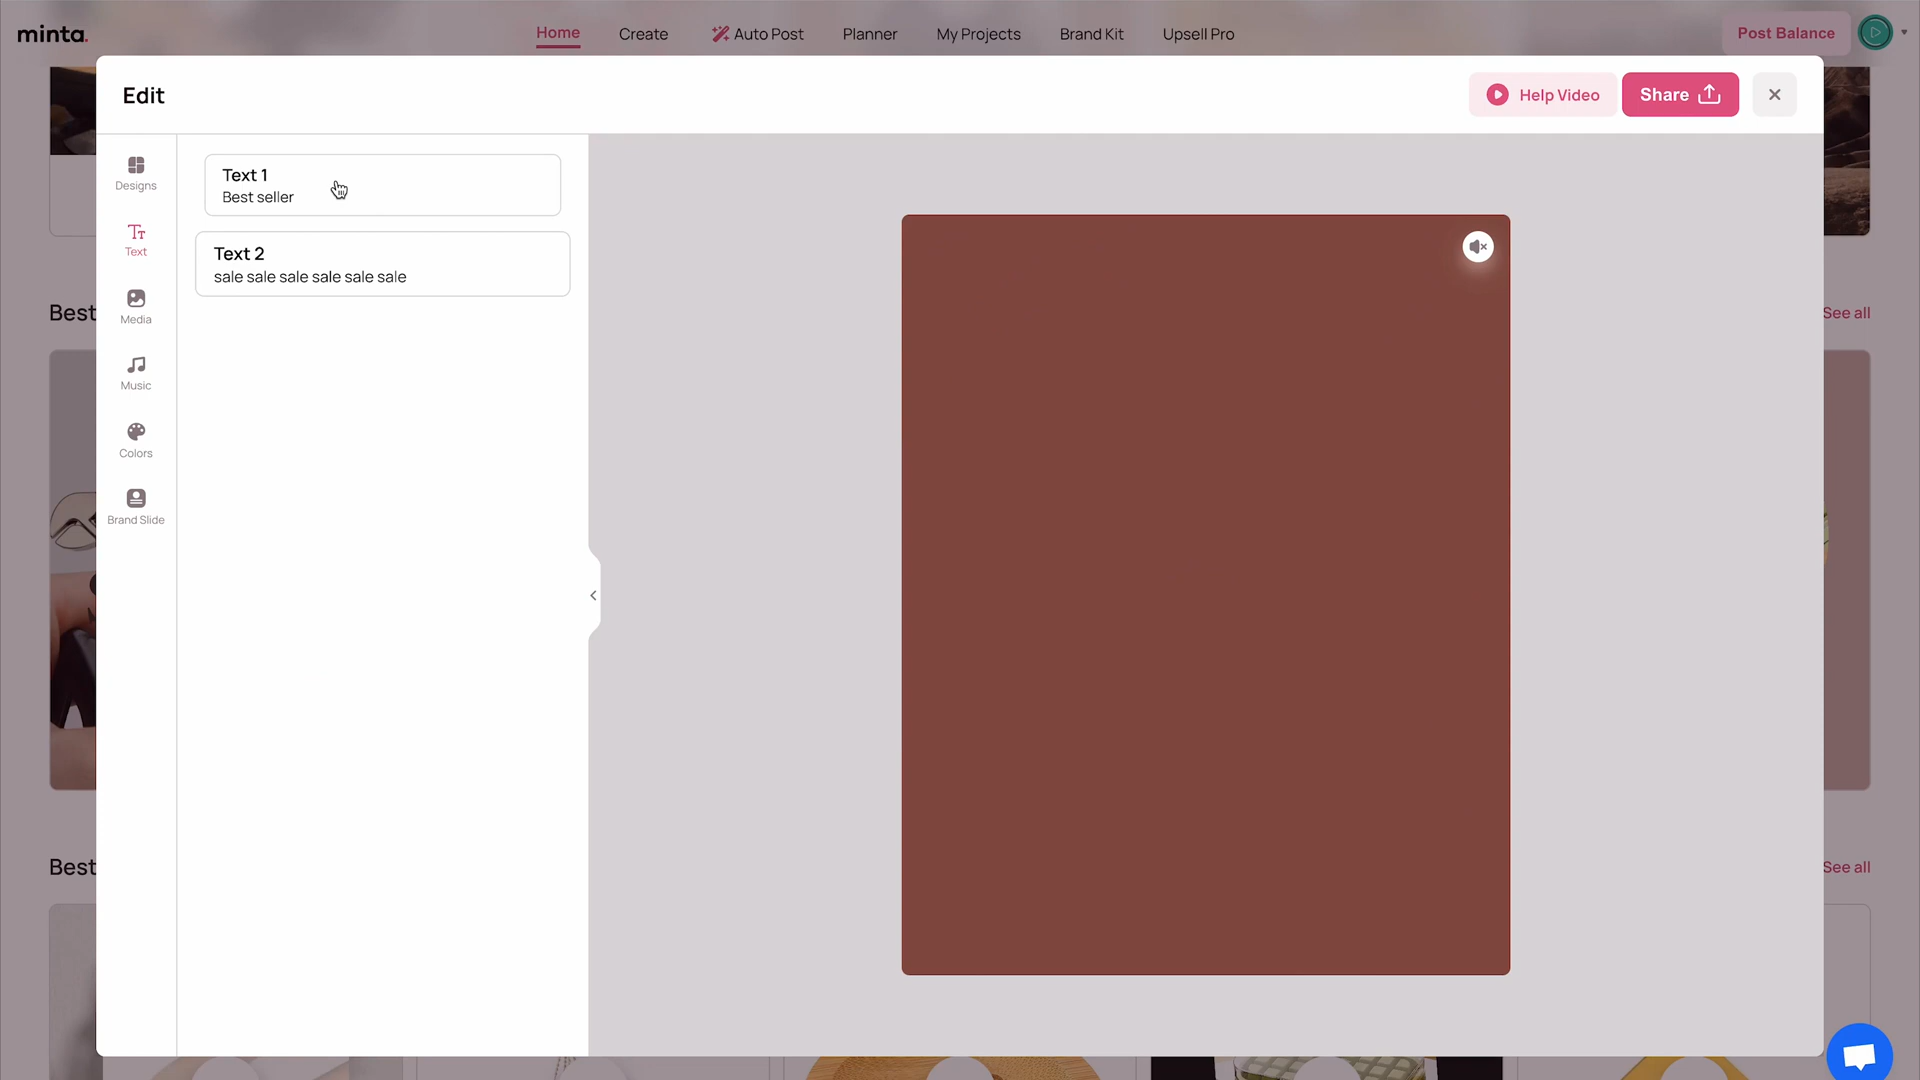 minta.
Home
Create
Auto Post
Planner
My Projects
Brand Kit
Upsell Pro
Post Balance
Edit
Help Video
Share
Designs
Text
Media
Music
Colors
Brand Slide
Text 1
Best seller
Text 2
sale sale sale sale sale sale
Best
See all
Best
See all